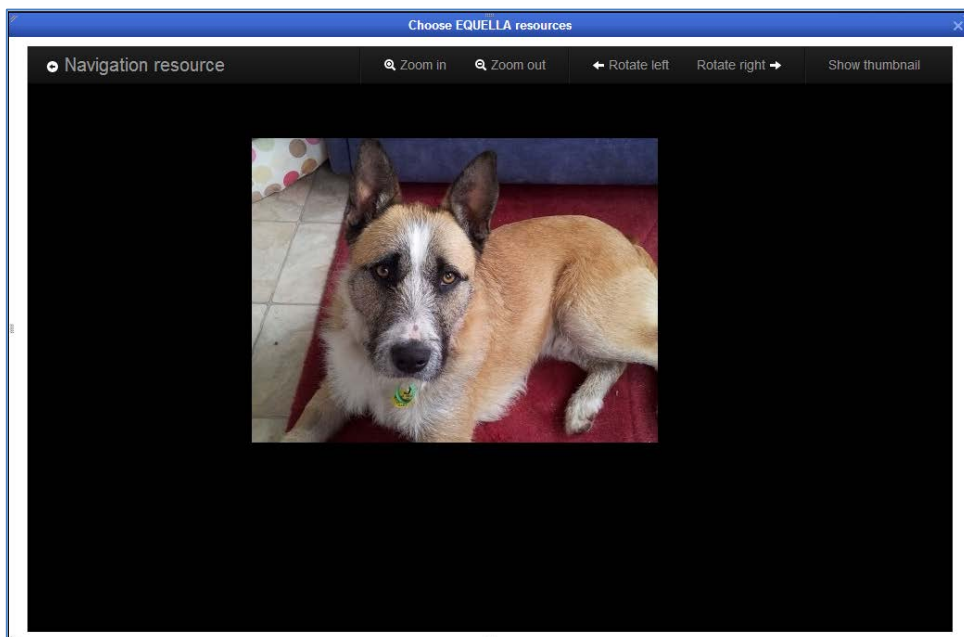 Choose EQUELLA resources
Navigation resource Zoom in Zoom out Rotate left Rotate right Show thumbnail